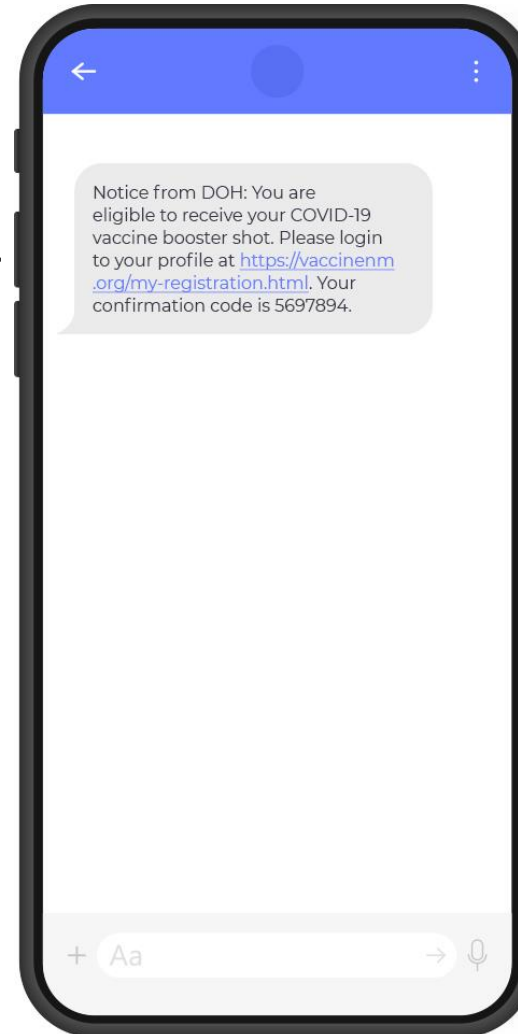 Notice from DOH: You are
eligible to receive your COVID-19
vaccine booster shot. Please login
to your profile at https://vaccinenm
.org/my-registration.html. Your
confirmation code is 5697894.
Aa